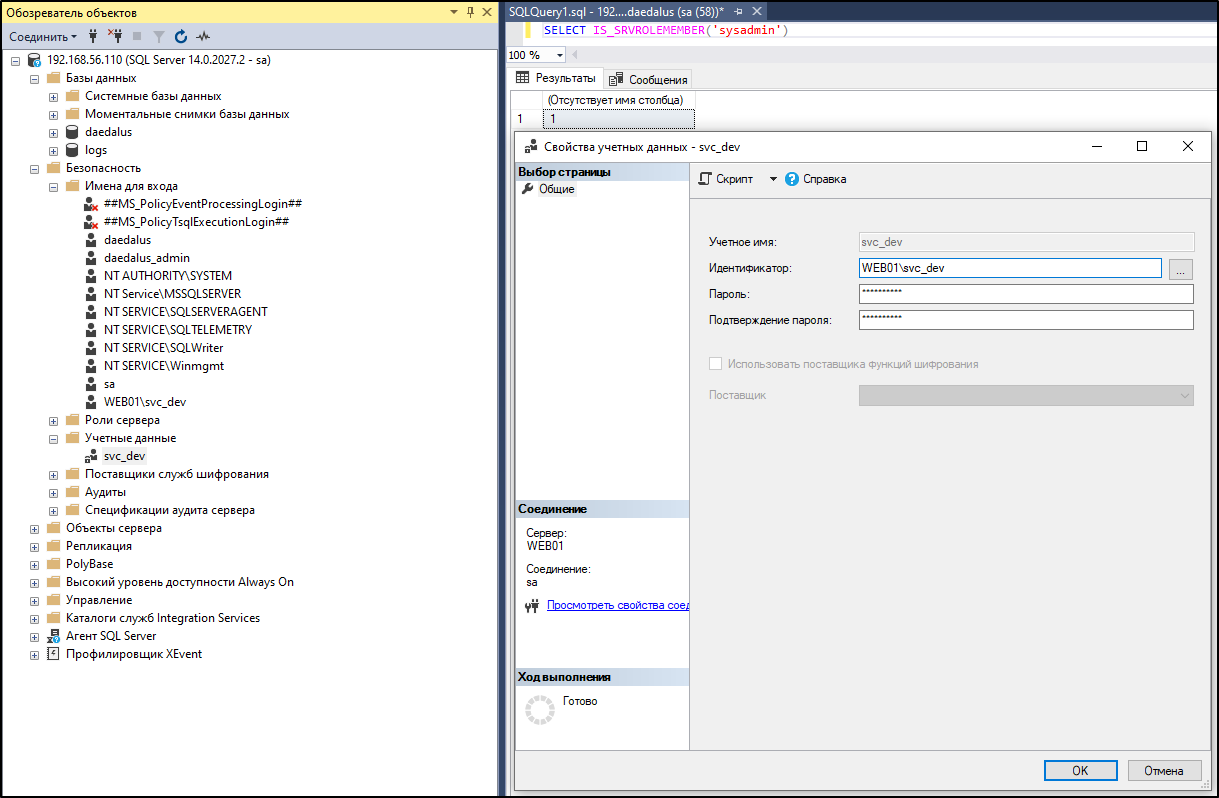 Обозреватель объектов
Соединить
192.168.56.110 (SQL Server 14.0.2027.2 - sa)
Базы данных
Системные базы данных
Моментальные снимки базы данных
daedalus
logs
Безопасность
Имена для входа
##MS_PolicyEventProcessingLogin##
##MS_PolicyTsqlExecutionLogin##
daedalus
daedalus_admin
NT AUTHORITY\SYSTEM
NT Service\MSSQLSERVER
NT SERVICE\SQLSERVERAGENT
NT SERVICE\SQLTELEMETRY
NT SERVICE\SQLWriter
NT SERVICE\Winmgmt
sa
WEB01\svc_dev
Роли сервера
Учетные данные
svc_dev
Поставщики служб шифрования
Аудиты
Спецификации аудита сервера
Объекты сервера
Репликация
PolyBase
Высокий уровень доступности Always On
Управление
Каталоги служб Integration Services
Агент SQL Server
Профилировщик XEvent
SQLQuery1.sql - 192....daedalus (sa (58))*
SELECT IS_SRVROLEMEMBER('sysadmin')
100 %
Результаты
Сообщения
(Отсутствует имя столбца)
1 1
Свойства учетных данных - svc_dev
Выбор страницы
Общие
Скрипт
Справка
Учетное имя: svc_dev
Идентификатор: WEB01\svc_dev ...
Пароль: **********
Подтверждение пароля: **********
Использовать поставщика функций шифрования
Поставщик
Соединение
Сервер:
WEB01
Соединение:
sa
Просмотреть свойства соед
Ход выполнения
Готово
OK
Отмена